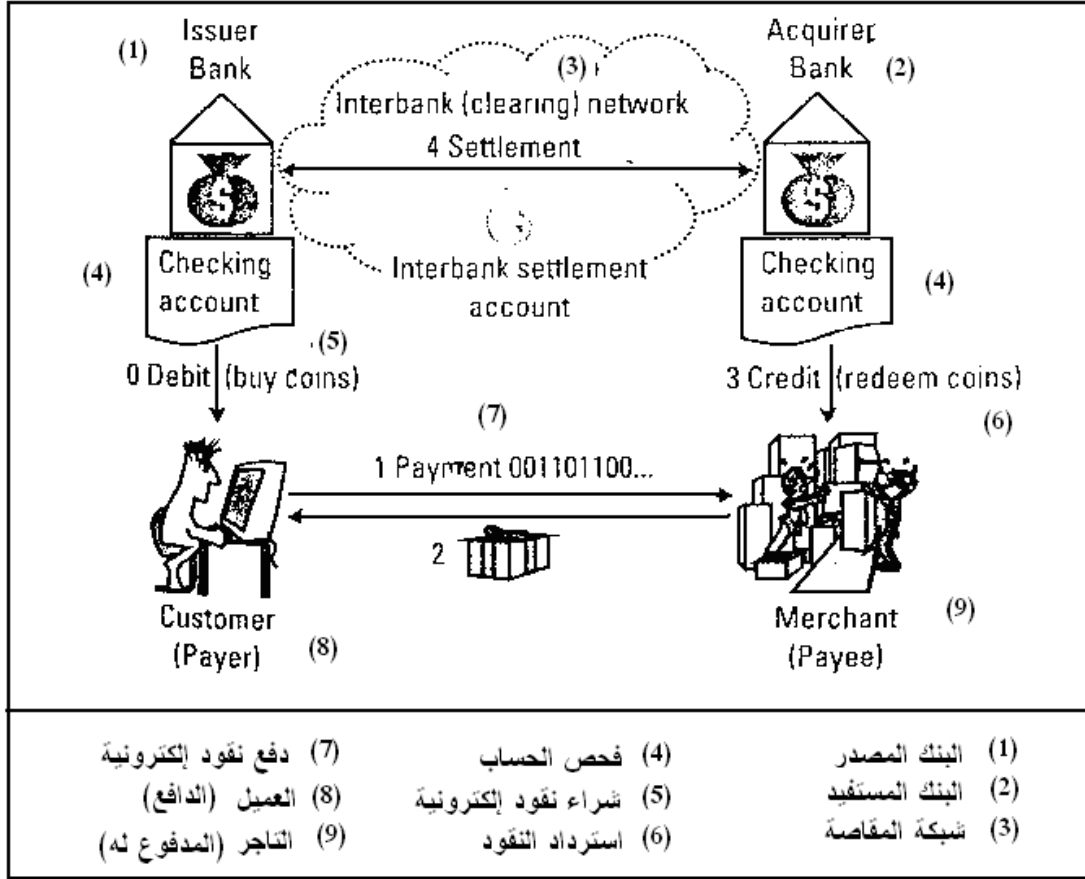 (1)
Issuer
Bank
Acquirer
Bank
(2)
(3)
Interbank (clearing) network
4 Settlement
Interbank settlement
account
(4)
Checking
account
Checking
account
(4)
(5)
0 Debit (buy coins)
3 Credit (redeem coins)
(6)
(7)
1 Payment 001101100...
2
Customer
(Payer)
(8)
Merchant
(Payee)
(9)
(1) البنك المصدر
(2) البنك المستفيد
(3) شبكة المقاصة
(4) فحص الحساب
(5) شراء نقود إلكترونية
(6) استرداد النقود
(7) دفع نقود إلكترونية
(8) العميل (الدافع)
(9) التاجر (المدفوع له)